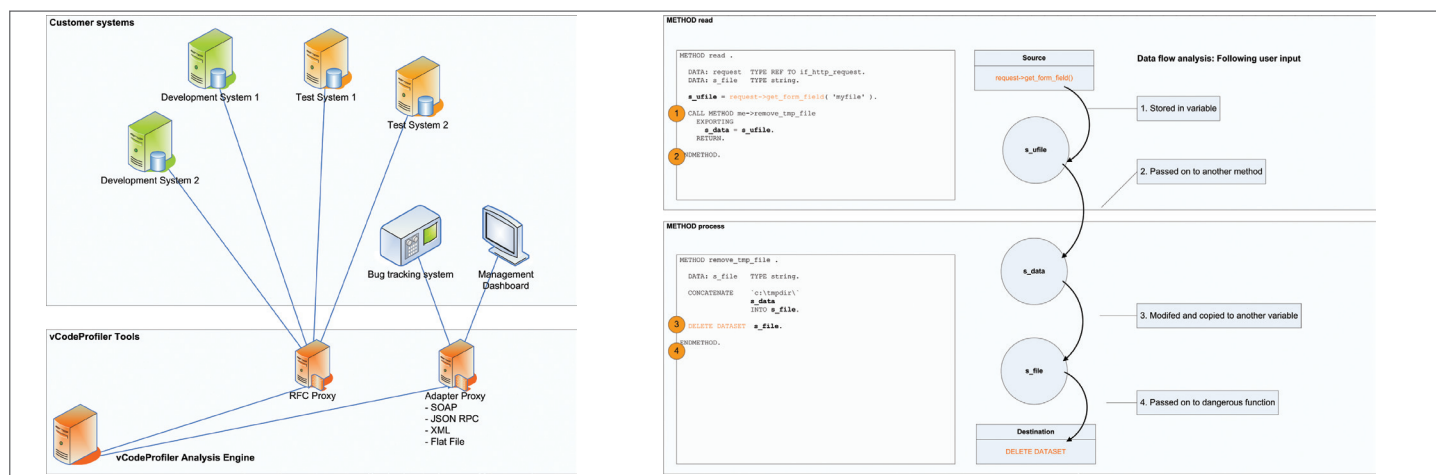 Customer systems
Development System 1
Test System 1
Test System 2
Development System 2
Bug tracking system
Management
Dashboard
vCodeProfiler Tools
RFC Proxy
Adapter Proxy
- SOAP
- JSON RPC
- XML
- Flat File
vCodeProfiler Analysis Engine
METHOD read
METHOD read .
DATA: request TYPE REF TO if_http_request.
DATA: s_file TYPE string.
s_ufile = request->get_form_field( 'myfile' ).
1
CALL METHOD me->remove_tmp_file
EXPORTING
s_data = s_ufile.
RETURN.
2
ENDMETHOD.
Source
request->get_form_field()
Data flow analysis: Following user input
1. Stored in variable
s_ufile
2. Passed on to another method
METHOD process
METHOD remove_tmp_file .
DATA: s_file TYPE string.
CONCATENATE `c:\tmpdir\`
s_data
INTO s_file.
3
DELETE DATASET s_file.
4
ENDMETHOD.
s_data
3. Modifed and copied to another variable
s_file
4. Passed on to dangerous function
Destination
DELETE DATASET